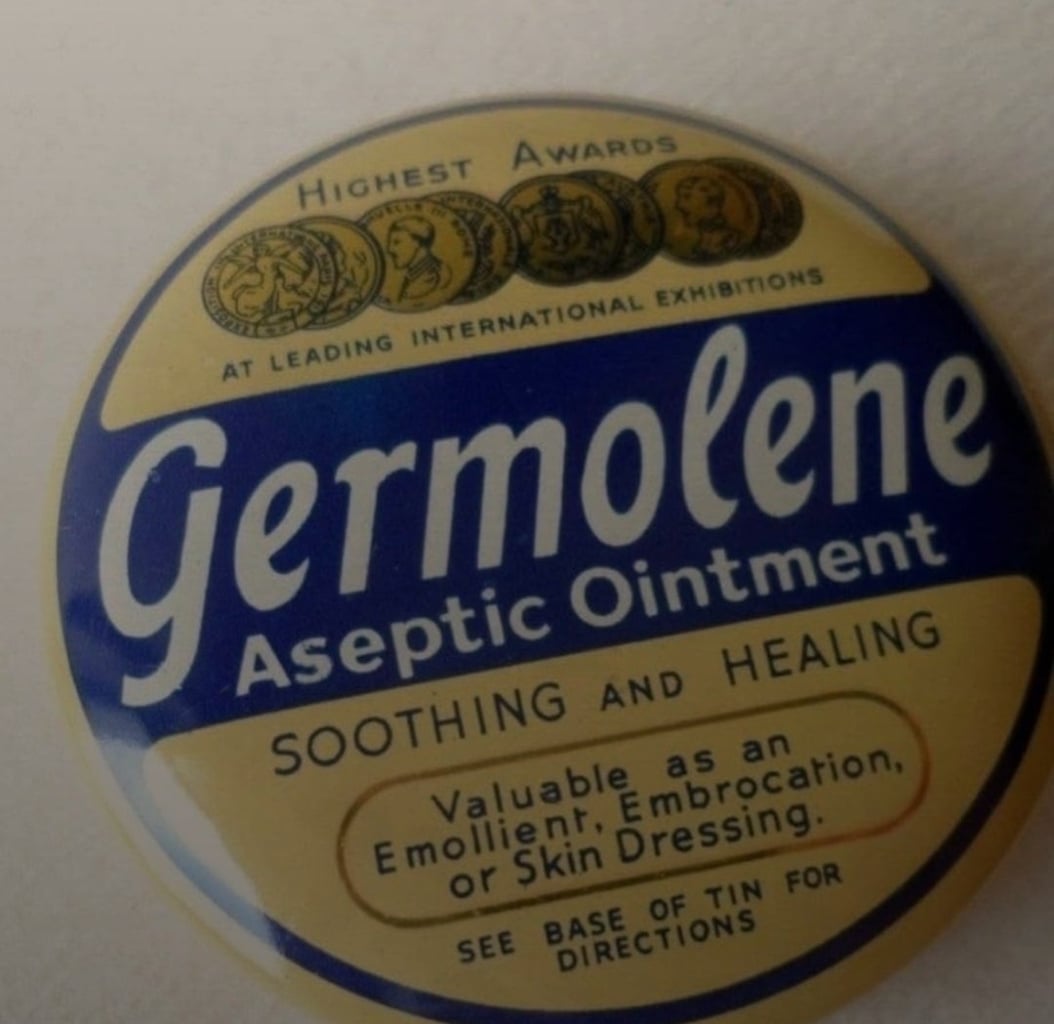 HIGHEST AWARDS
AT LEADING INTERNATIONAL EXHIBITIONS
Germolene
Aseptic Ointment
SOOTHING AND HEALING
Valuable as an
Emollient, Embrocation,
or Skin Dressing.
SEE BASE OF TIN FOR
DIRECTIONS